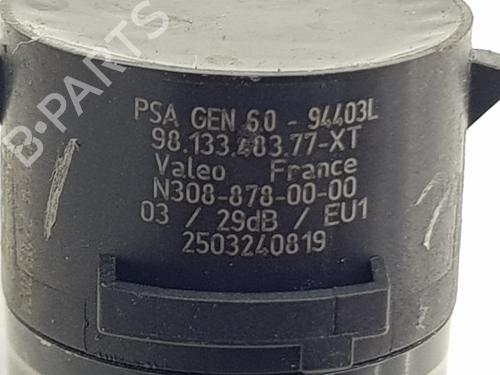 B-PARTS
PSA GEN 6.0 - 94403L
98.133.483.77-XT
Valeo France
N308-878-00-00
03 / 29dB / EU1
2503240819